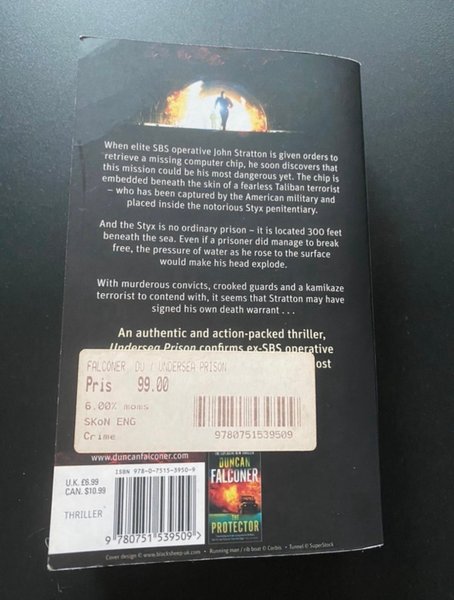 When elite SBS operative John Stratton is given orders to
retrieve a missing computer chip, he soon discovers that
this mission could be his most dangerous yet. The chip is
embedded beneath the skin of a fearless Taliban terrorist
– who has been captured by the American military and
placed inside the notorious Styx penitentiary.
And the Styx is no ordinary prison – it is located 300 feet
beneath the sea. Even if a prisoner did manage to break
free, the pressure of water as he rose to the surface
would make his head explode.
With murderous convicts, crooked guards and a kamikaze
terrorist to contend with, it seems that Stratton may have
signed his own death warrant . . .
An authentic and action-packed thriller,
Undersea Prison confirms ex-SBS operative
ost
FALCONER, DU / UNDERSEA PRISON
Pris 99.00
6.00% moms
SKoN ENG
Crime
9780751539509
www.duncanfalconer.com
ISBN 978-0-7515-3950-9
U.K. £6.99
CAN. $10.99
THRILLER
9 780751 539509 >
DUNCAN
FALCONER
THE
PROTECTOR
Cover design © www.blacksheep-uk.com • Running man / rib boat © Corbis • Tunnel © SuperStock